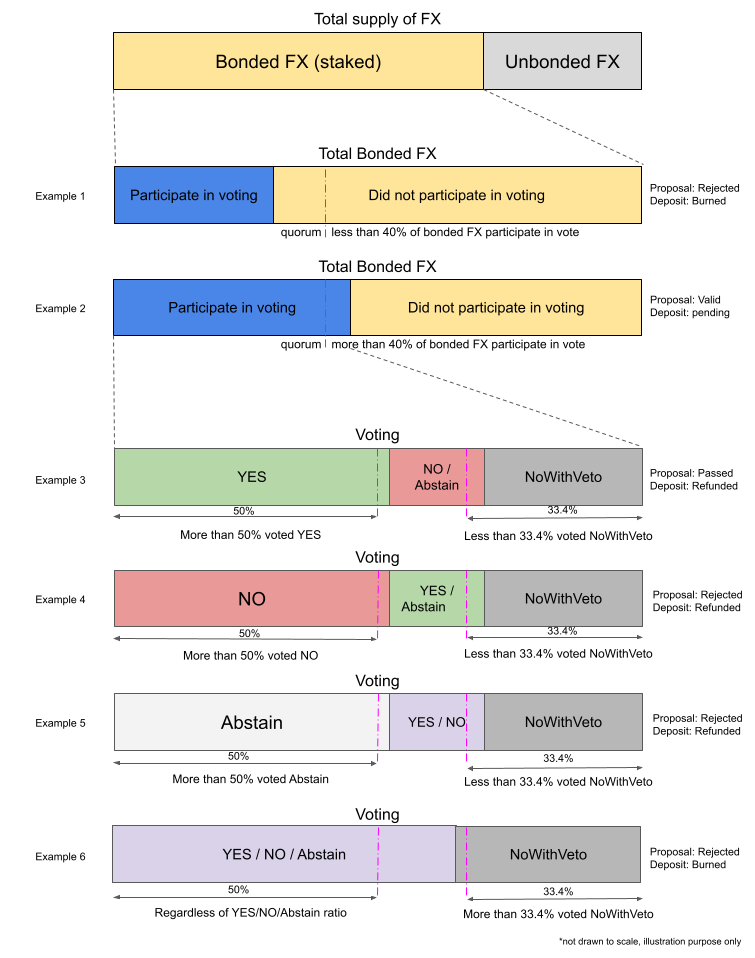 Total supply of FX
Bonded FX (staked)
Unbonded FX
Total Bonded FX
Example 1
Participate in voting
Did not participate in voting
Proposal: Rejected
Deposit: Burned
quorum
less than 40% of bonded FX participate in vote
Total Bonded FX
Example 2
Participate in voting
Did not participate in voting
Proposal: Valid
Deposit: pending
quorum
more than 40% of bonded FX participate in vote
Voting
Example 3
YES
NO /
Abstain
NoWithVeto
Proposal: Passed
Deposit: Refunded
50%
33.4%
More than 50% voted YES
Less than 33.4% voted NoWithVeto
Voting
Example 4
NO
YES /
Abstain
NoWithVeto
Proposal: Rejected
Deposit: Refunded
50%
33.4%
More than 50% voted NO
Less than 33.4% voted NoWithVeto
Voting
Example 5
Abstain
YES / NO
NoWithVeto
Proposal: Rejected
Deposit: Refunded
50%
33.4%
More than 50% voted Abstain
Less than 33.4% voted NoWithVeto
Voting
Example 6
YES / NO / Abstain
NoWithVeto
Proposal: Rejected
Deposit: Burned
50%
33.4%
Regardless of YES/NO/Abstain ratio
More than 33.4% voted NoWithVeto
*not drawn to scale, illustration purpose only